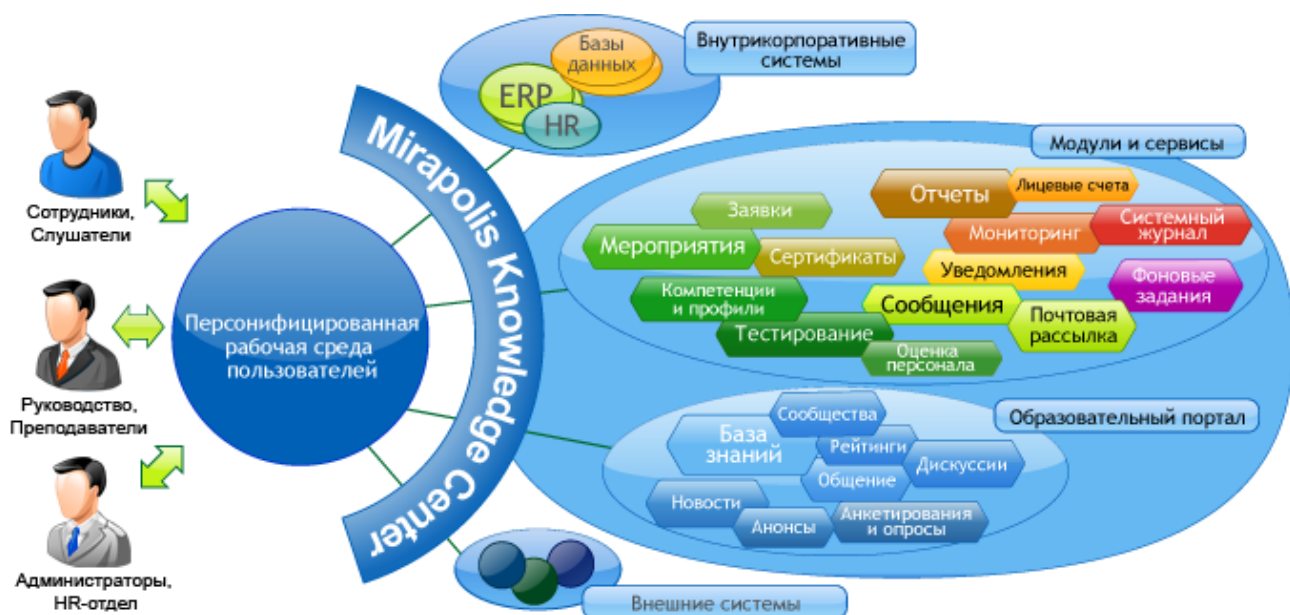 Базы
данных
ERP
HR
Внутрикорпоративные
системы
Сотрудники,
Слушатели
Руководство,
Преподаватели
Администраторы,
HR-отдел
Персонифицированная
рабочая среда
пользователей
Mirapolis Knowledge Center
Модули и сервисы
Отчеты
Лицевые счета
Заявки
Мероприятия
Сертификаты
Мониторинг
Системный
журнал
Уведомления
Фоновые
задания
Компетенции
и профили
Сообщения
Почтовая
рассылка
Тестирование
Оценка
персонала
Образовательный портал
Сообщества
База
знаний
Рейтинги
Дискуссии
Общение
Новости
Анонсы
Анкетирования
и опросы
Внешние системы